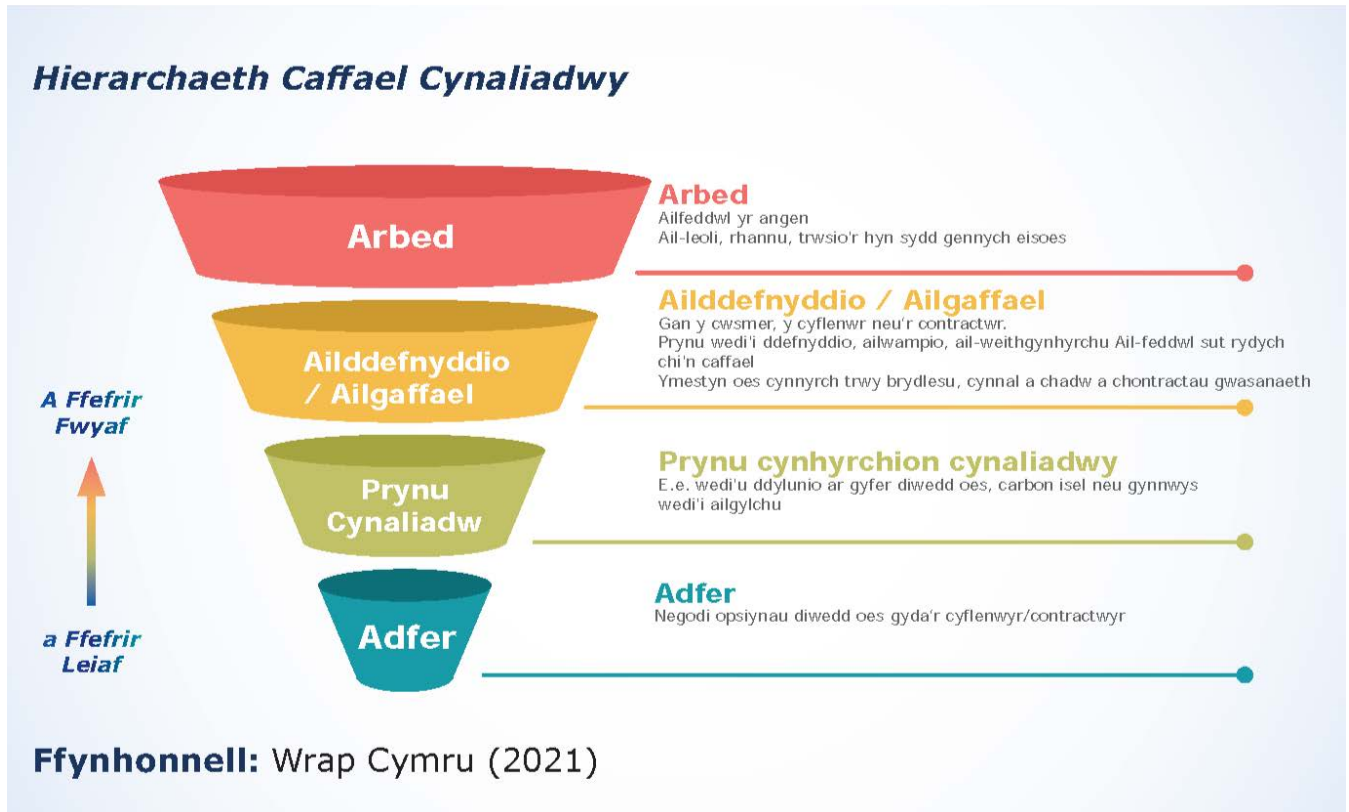 Hierarchaeth Caffael Cynaliadwy
Arbed
Arbed
Ailfeddwl yr angen
Ail-leoli, rhannu, trwsio'r hyn sydd gennych eisoes
Ailddefnyddio
/ Ailgaffael
Ailddefnyddio / Ailgaffael
Gan y cwsmer, y cyflenwr neu'r contractwr.
Prynu wedi'i ddefnyddio, ailwampio, ail-weithgynhyrchu Ail-feddwl sut rydych
chi'n caffael
Ymestyn oes cynnyrch trwy brydlesu, cynnal a chadw a chontractau gwasanaeth
A Ffefrir
Fwyaf
a Ffefrir
Leiaf
Prynu
Cynaliadw
Prynu cynhyrchion cynaliadwy
E.e. wedi'u ddylunio ar gyfer diwedd oes, carbon isel neu gynnwys
wedi'i ailgylchu
Adfer
Adfer
Negodi opsiynau diwedd oes gyda'r cyflenwyr/contractwyr
Ffynhonnell: Wrap Cymru (2021)